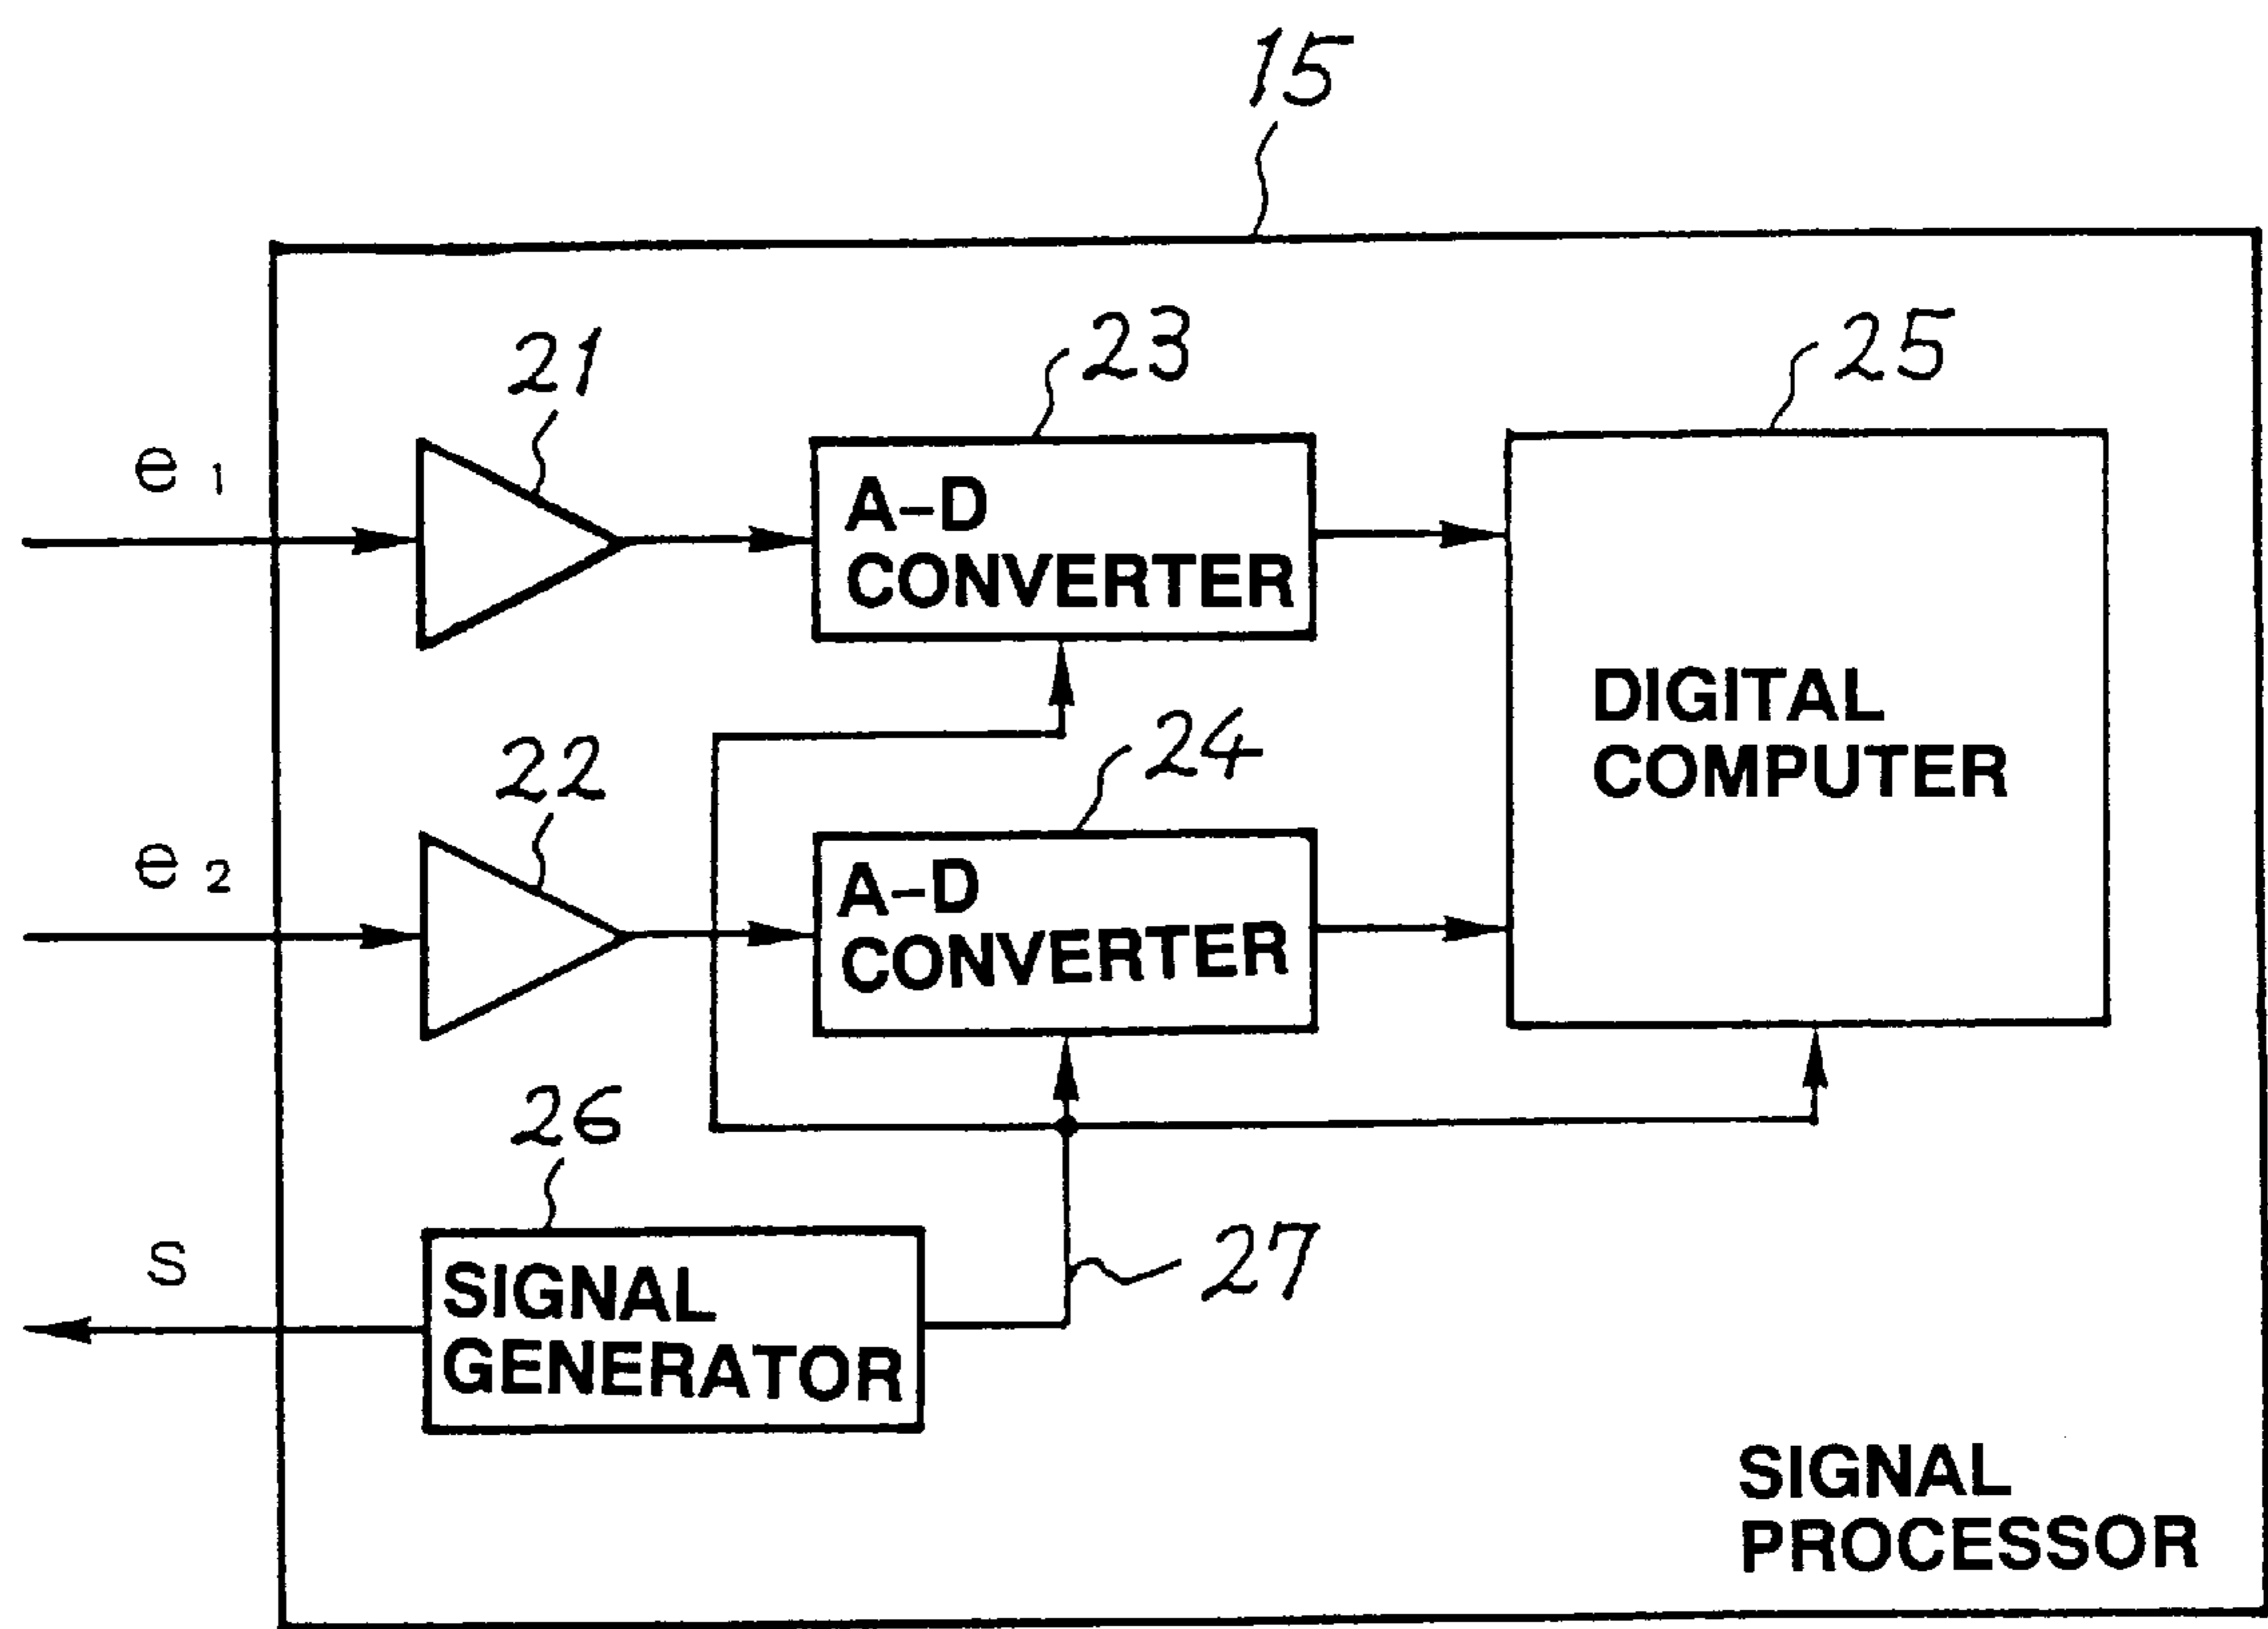 15
21
23
25
e 1
A-D
CONVERTER
DIGITAL
COMPUTER
22
24
e 2
A-D
CONVERTER
26
S
SIGNAL
GENERATOR
27
SIGNAL
PROCESSOR